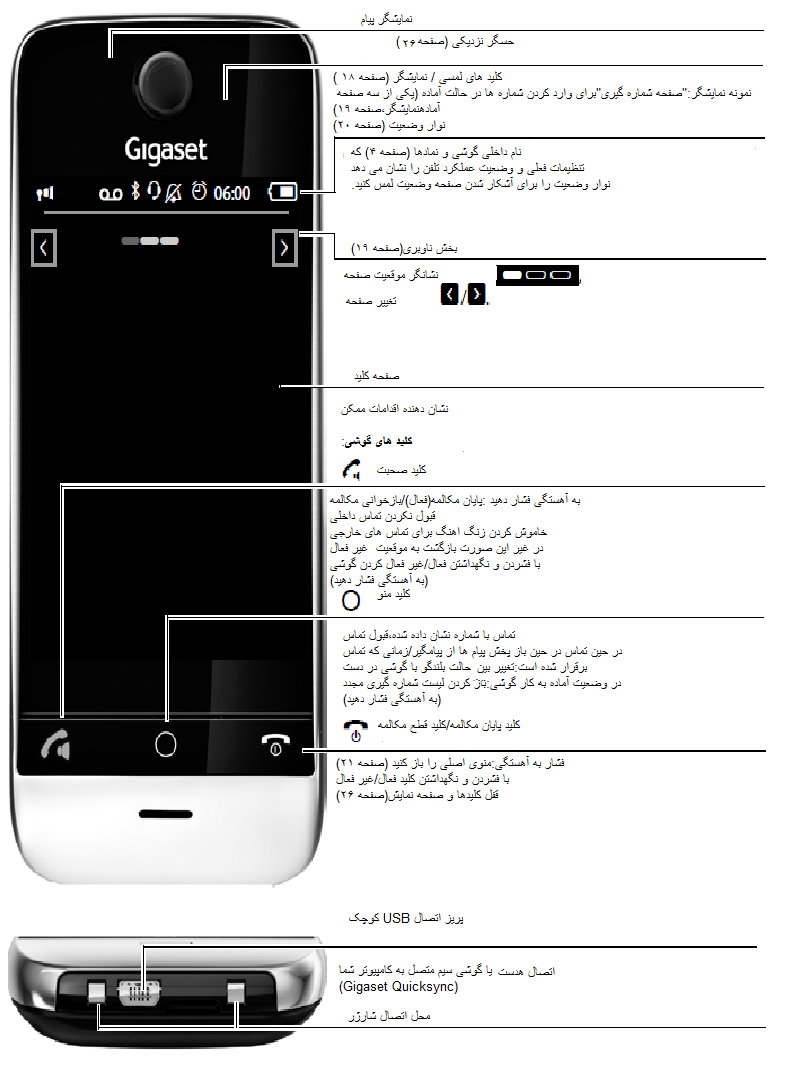 نمایشگر پیام
حسگر نزدیکی (صفحه ۲۶)
کلید های لمسی / نمایشگر (صفحه ۱۸ )
نمونه نمایشگر:"صفحه شماره گیری"برای وارد کردن شماره ها در حالت آماده (یکی از سه صفحه
آمادهنمایشگر،صفحه ۱۹)
نوار وضعیت (صفحه ۲۰)
Gigaset
نام داخلی گوشی و نمادها (صفحه ۴) که
تنظیمات فعلی و وضعیت عملکرد تلفن را نشان می دهد
نوار وضعیت را برای آشکار شدن صفحه وضعیت لمس کنید.
06:00
بخش ناوبری(صفحه ۱۹)
نشانگر موقعیت صفحه
تغییر صفحه
صفحه کلید
نشان دهنده اقدامات ممکن
کلید های گوشی:
کلید صحبت
به آهستگی فشار دهید :پایان مکالمه(فعال)/بازخوانی مکالمه
قبول نکردن تماس داخلی
خاموش کردن زنگ اهنگ برای تماس های خارجی
در غیر این صورت بازگشت به موقعیت غیر فعال
با فشردن و نگهداشتن فعال/غیر فعال کردن گوشی
(به آهستگی فشار دهید)
کلید منو
تماس با شماره نشان داده شده،قبول تماس
در حین تماس در حین باز پخش پیام ها از پیامگیر/زمانی که تماس
برقرار شده است:تغییر بین حالت بلندگو با گوشی در دست
در وضعیت آماده به کار گوشی:باز کردن لیست شماره گیری مجدد
(به آهستگی فشار دهید)
کلید پایان مکالمه/کلید قطع مکالمه
فشار به آهستگی:منوی اصلی را باز کنید (صفحه ۲۱)
با فشردن و نگهداشتن کلید فعال/غیر فعال
قفل کلیدها و صفحه نمایش(صفحه ۲۶)
پریز اتصال USB کوچک
اتصال هدست یا گوشی سیم متصل به کامپیوتر شما
(Gigaset Quicksync)
محل اتصال شارژر